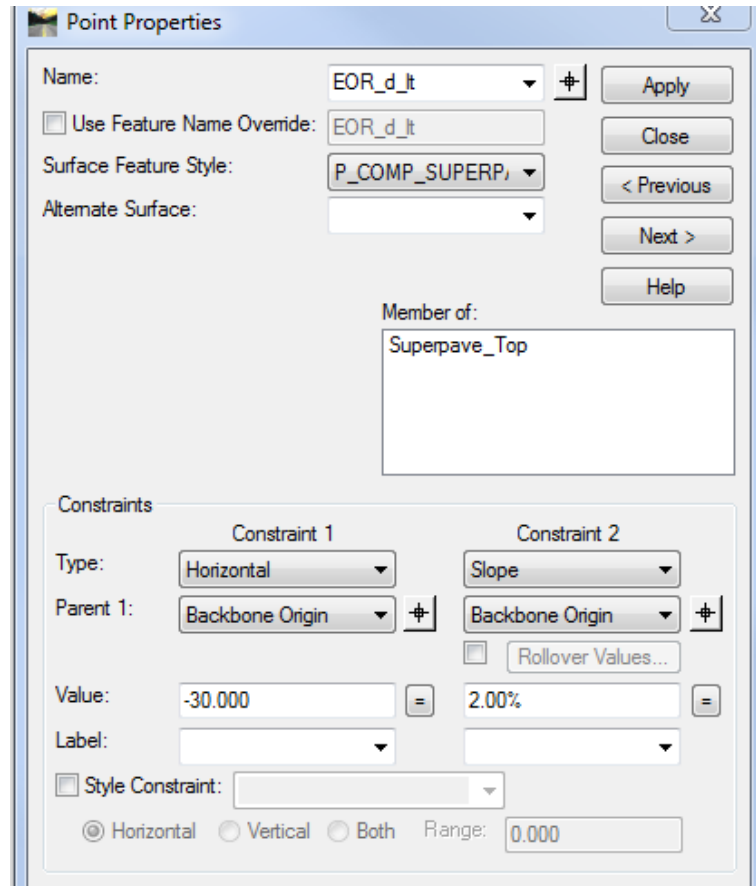 Point Properties
Name: EOR_d_lt Apply
Use Feature Name Override: EOR_d_lt Close
Surface Feature Style: P_COMP_SUPERP < Previous
Alternate Surface: Next >
Help
Member of:
Superpave_Top
Constraints
Constraint 1 Constraint 2
Type: Horizontal Slope
Parent 1: Backbone Origin Backbone Origin
Rollover Values...
Value: -30.000 = 2.00% =
Label:
Style Constraint:
Horizontal Vertical Both Range: 0.000